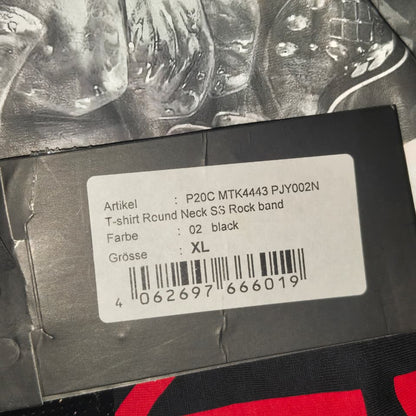 Artikel : P20C MTK4443 PJY002N
T-shirt Round Neck SS Rock band
Farbe : 02 black
Grösse : XL
4 062697 666019